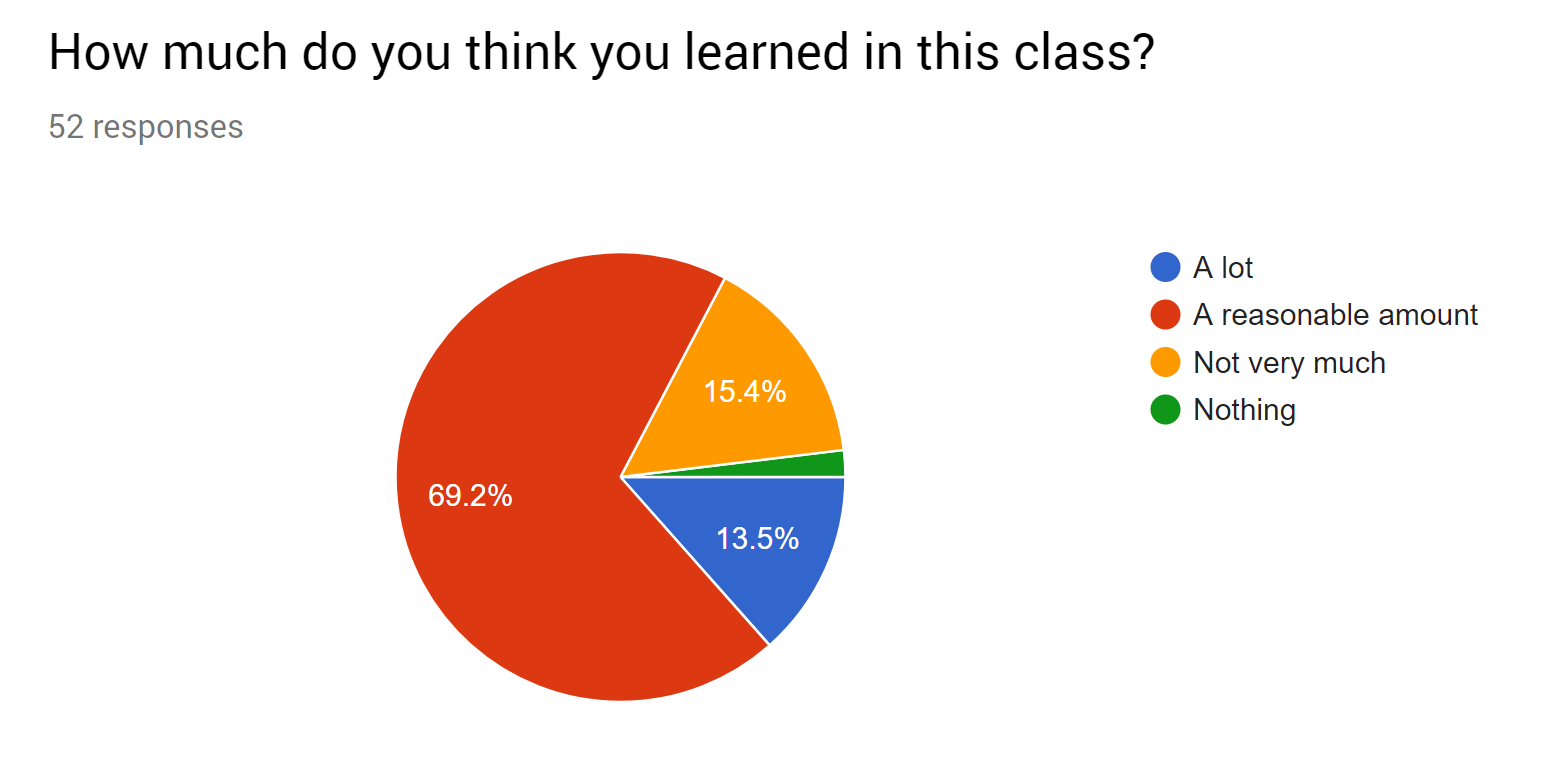 How much do you think you learned in this class?
52 responses
A lot
A reasonable amount
Not very much
Nothing
15.4%
69.2%
13.5%